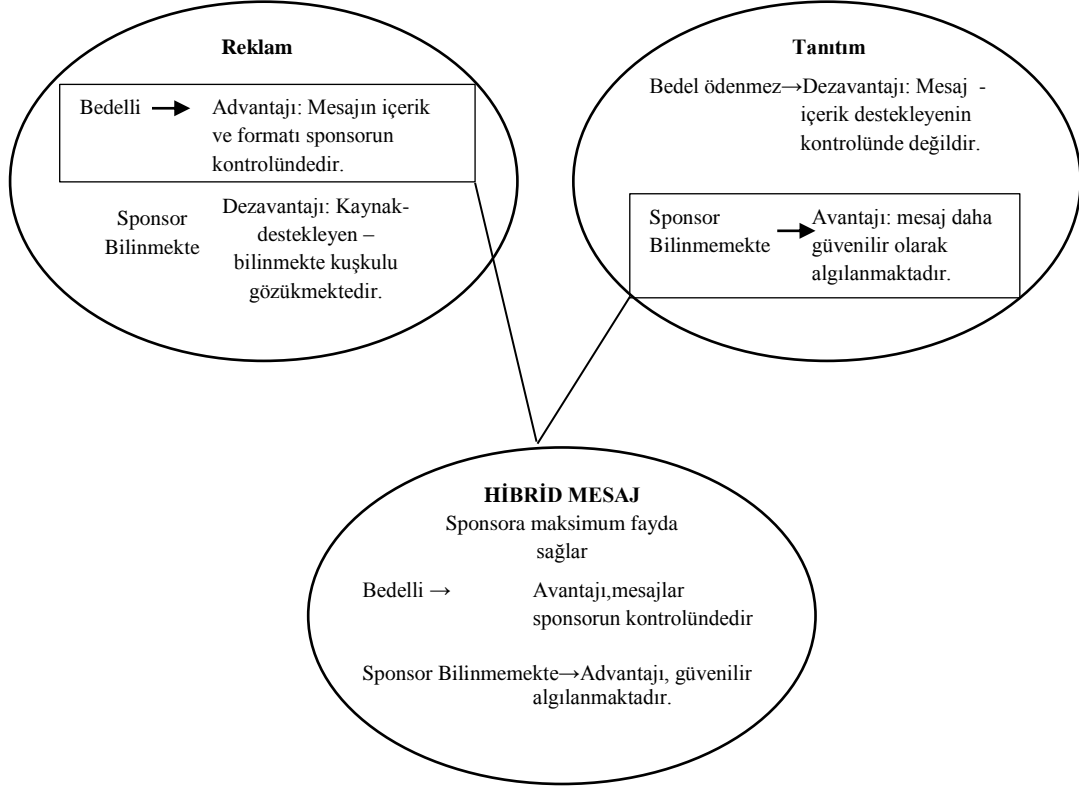 Reklam
Bedelli → Advantajı: Mesajın içerik
ve formatı sponsorun
kontrolündedir.
Sponsor
Bilinmekte
Dezavantajı: Kaynak-
destekleyen –
bilinmekte kuşkulu
gözükmektedir.
Tanıtım
Bedel ödenmez→Dezavantajı: Mesaj -
içerik destekleyenin
kontrolünde değildir.
Sponsor
Bilinmemekte
Avantajı: mesaj daha
güvenilir olarak
algılanmaktadır.
HİBRİD MESAJ
Sponsora maksimum fayda
sağlar
Bedelli → Avantajı,mesajlar
sponsorun kontrolündedir
Sponsor Bilinmemekte→Advantajı, güvenilir
algılanmaktadır.